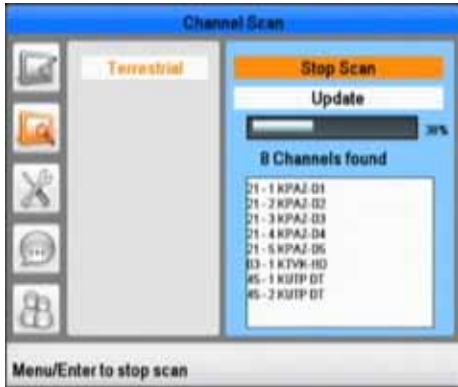 Channel Scan
Terrestrial
Stop Scan
Update
38%
8 Channels found
21 - 1 KPAZ-D1
21 - 2 KPAZ-D2
21 - 3 KPAZ-D3
21 - 4 KPAZ-D4
21 - 5 KPAZ-D5
03 - 1 KTVK-HD
45 - 1 KUTP DT
45 - 2 KUTP DT
Menu/Enter to stop scan